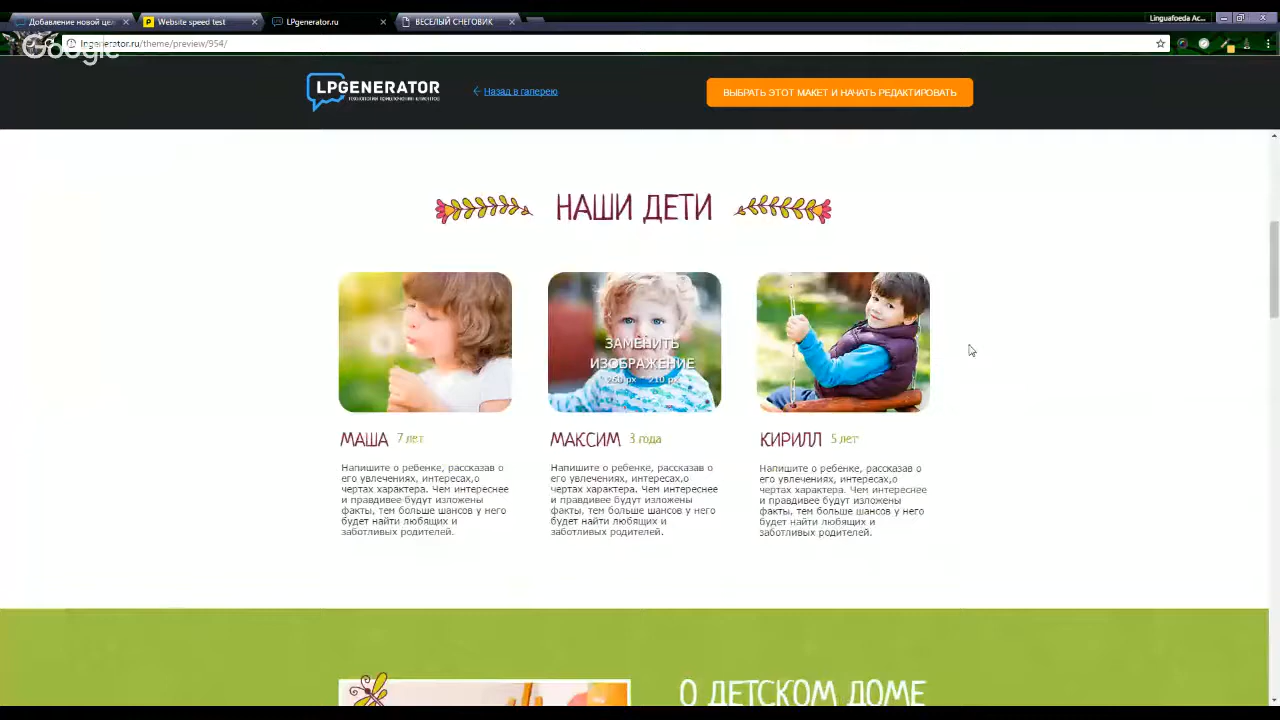 Добавление новой цел
Website speed test
LPgenerator.ru
ВЕСЕЛЫЙ СНЕГОВИК
Linguafoeda Ac...
Google
lpgenerator.ru/theme/preview/954/
LPGENERATOR
ТЕХНОЛОГИИ ПРИВЛЕЧЕНИЯ КЛИЕНТОВ
Назад в галерею
ВЫБРАТЬ ЭТОТ МАКЕТ И НАЧАТЬ РЕДАКТИРОВАТЬ
НАШИ ДЕТИ
ЗАМЕНИТЬ
ИЗОБРАЖЕНИЕ
260 px * 210 px
МАША 7 лет
Напишите о ребенке, рассказав о
его увлечениях, интересах,о
чертах характера. Чем интереснее
и правдивее будут изложены
факты, тем больше шансов у него
будет найти любящих и
заботливых родителей.
МАКСИМ 3 года
Напишите о ребенке, рассказав о
его увлечениях, интересах,о
чертах характера. Чем интереснее
и правдивее будут изложены
факты, тем больше шансов у него
будет найти любящих и
заботливых родителей.
КИРИЛЛ 5 лет
Напишите о ребенке, рассказав о
его увлечениях, интересах,о
чертах характера. Чем интереснее
и правдивее будут изложены
факты, тем больше шансов у него
будет найти любящих и
заботливых родителей.
О ДЕТСКОМ ДОМЕ